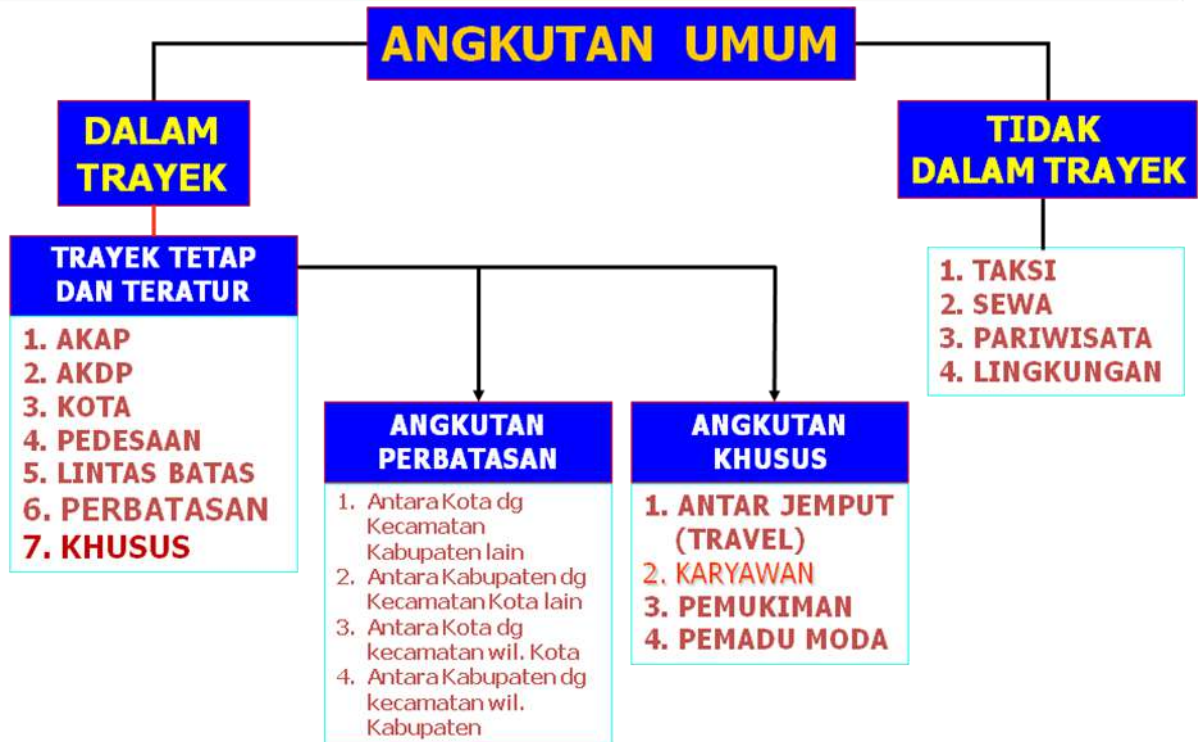 ANGKUTAN UMUM
DALAM
TRAYEK
TIDAK
DALAM TRAYEK
TRAYEK TETAP
DAN TERATUR
1. AKAP
2. AKDP
3. KOTA
4. PEDESAAN
5. LINTAS BATAS
6. PERBATASAN
7. KHUSUS
ANGKUTAN
PERBATASAN
1. Antara Kota dg
Kecamatan
Kabupaten lain
2. Antara Kabupaten dg
Kecamatan Kota lain
3. Antara Kota dg
kecamatan wil. Kota
4. Antara Kabupaten dg
kecamatan wil.
Kabupaten
ANGKUTAN
KHUSUS
1. ANTAR JEMPUT
(TRAVEL)
2. KARYAWAN
3. PEMUKIMAN
4. PEMADU MODA
1. TAKSI
2. SEWA
3. PARIWISATA
4. LINGKUNGAN